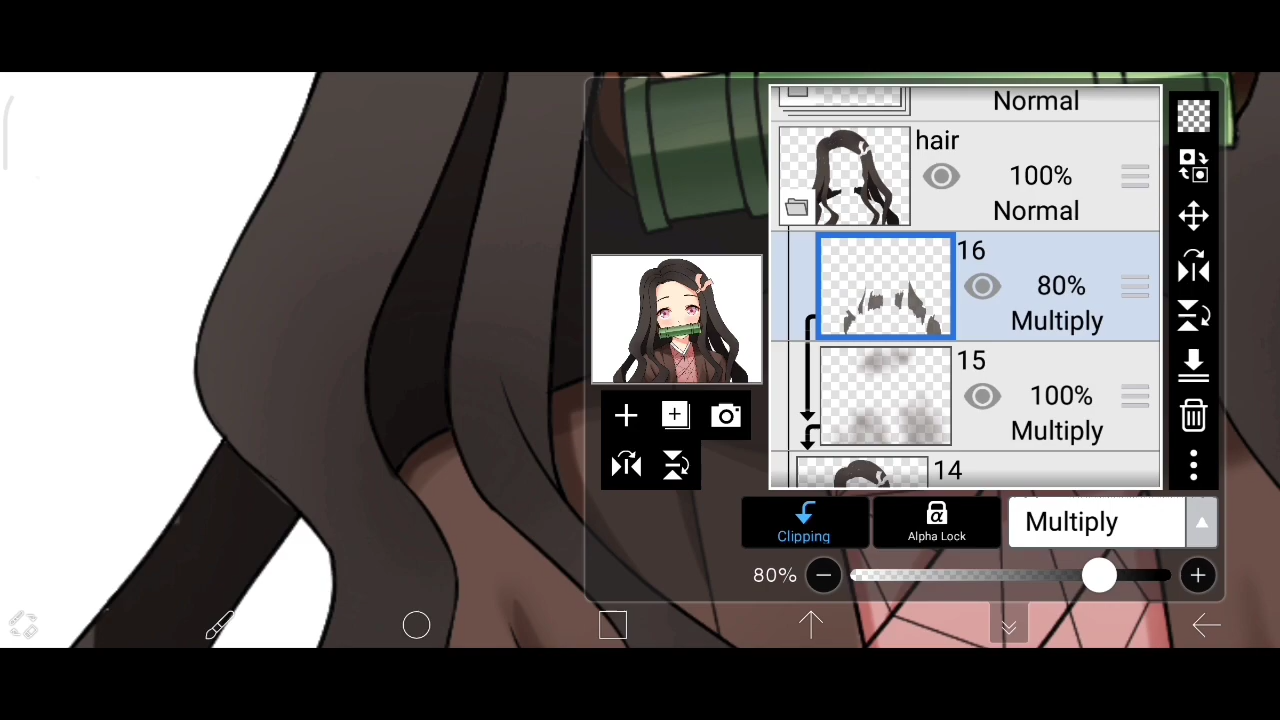 Normal
hair
100%
Normal
16
80%
Multiply
15
100%
Multiply
14
Clipping
Alpha Lock
Multiply
80%